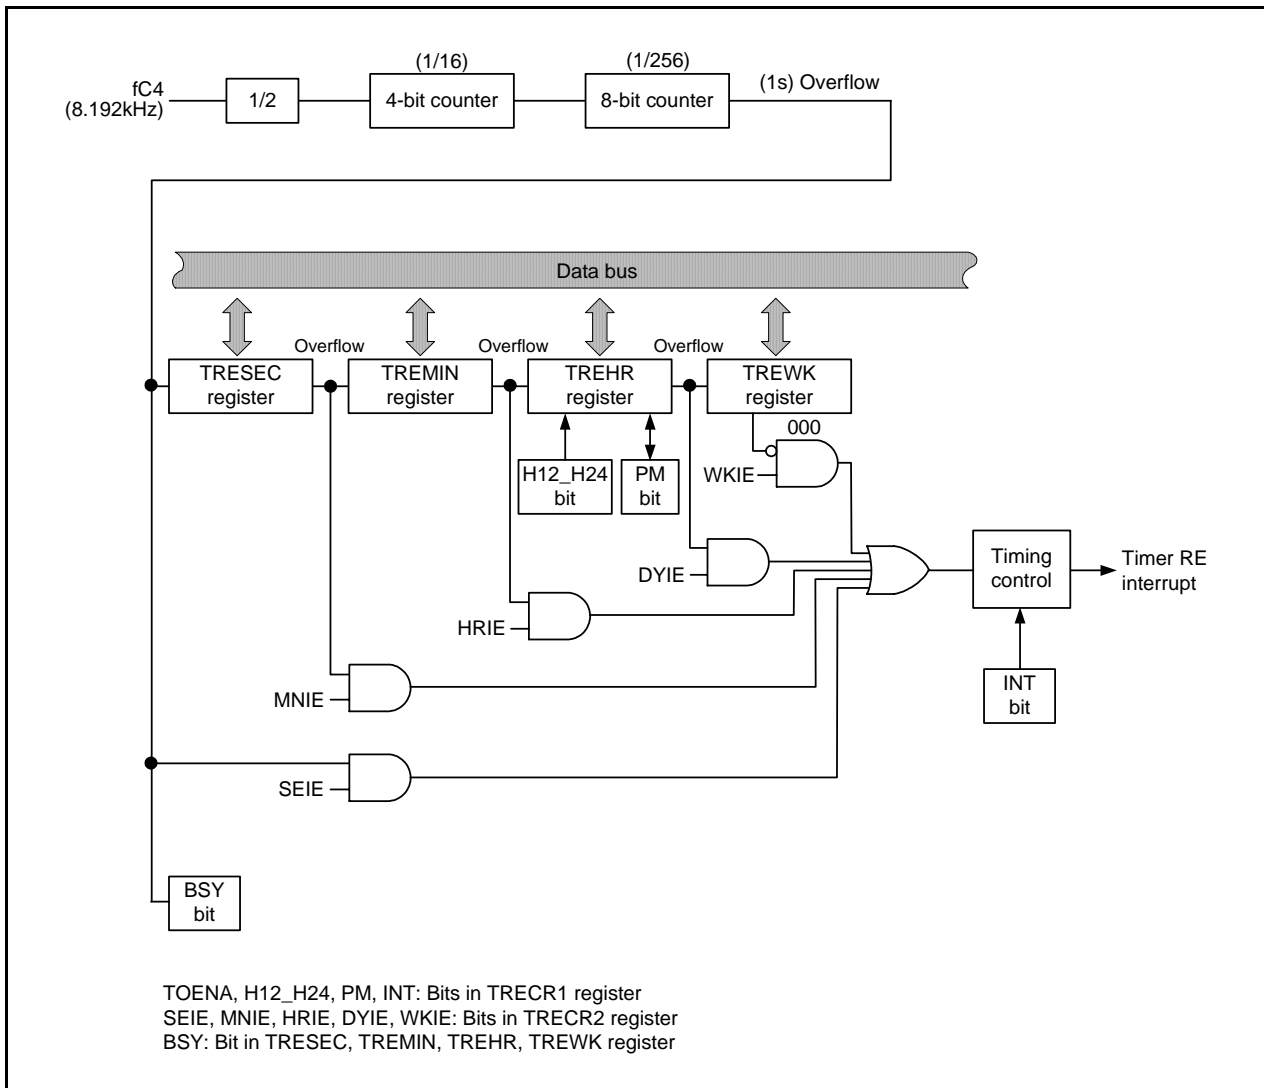 (1/16)
(1/256)
(1s) Overflow
fC4
(8.192kHz)
1/2
4-bit counter
8-bit counter
Data bus
Overflow
Overflow
Overflow
TRESEC
register
TREMIN
register
TREHR
register
TREWK
register
000
H12_H24
bit
PM
bit
WKIE
DYIE
Timing
control
Timer RE
interrupt
HRIE
MNIE
INT
bit
SEIE
BSY
bit
TOENA, H12_H24, PM, INT: Bits in TRECR1 register
SEIE, MNIE, HRIE, DYIE, WKIE: Bits in TRECR2 register
BSY: Bit in TRESEC, TREMIN, TREHR, TREWK register